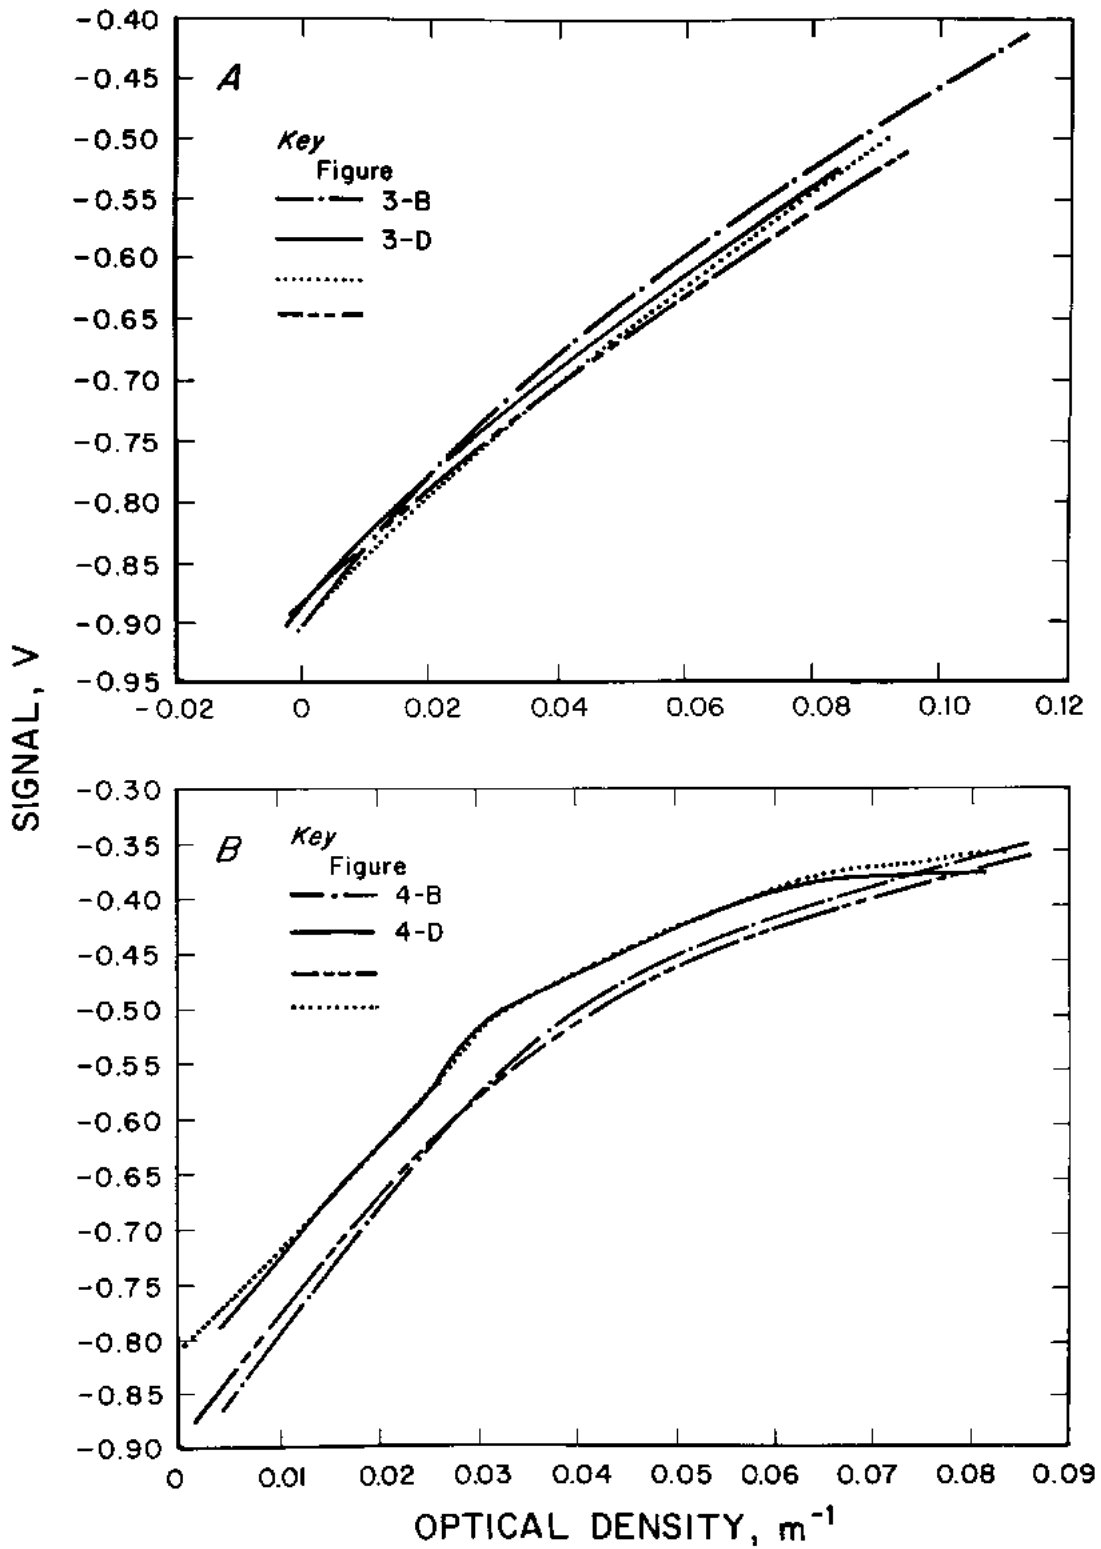 SIGNAL, V
-0.40
-0.45
-0.50
-0.55
-0.60
-0.65
-0.70
-0.75
-0.80
-0.85
-0.90
-0.95
A
Key
Figure
3-B
3-D
-0.02 0 0.02 0.04 0.06 0.08 0.10 0.12
-0.30
-0.35
-0.40
-0.45
-0.50
-0.55
-0.60
-0.65
-0.70
-0.75
-0.80
-0.85
-0.90
B
Key
Figure
4-B
4-D
0 0.01 0.02 0.03 0.04 0.05 0.06 0.07 0.08 0.09
OPTICAL DENSITY, m⁻¹